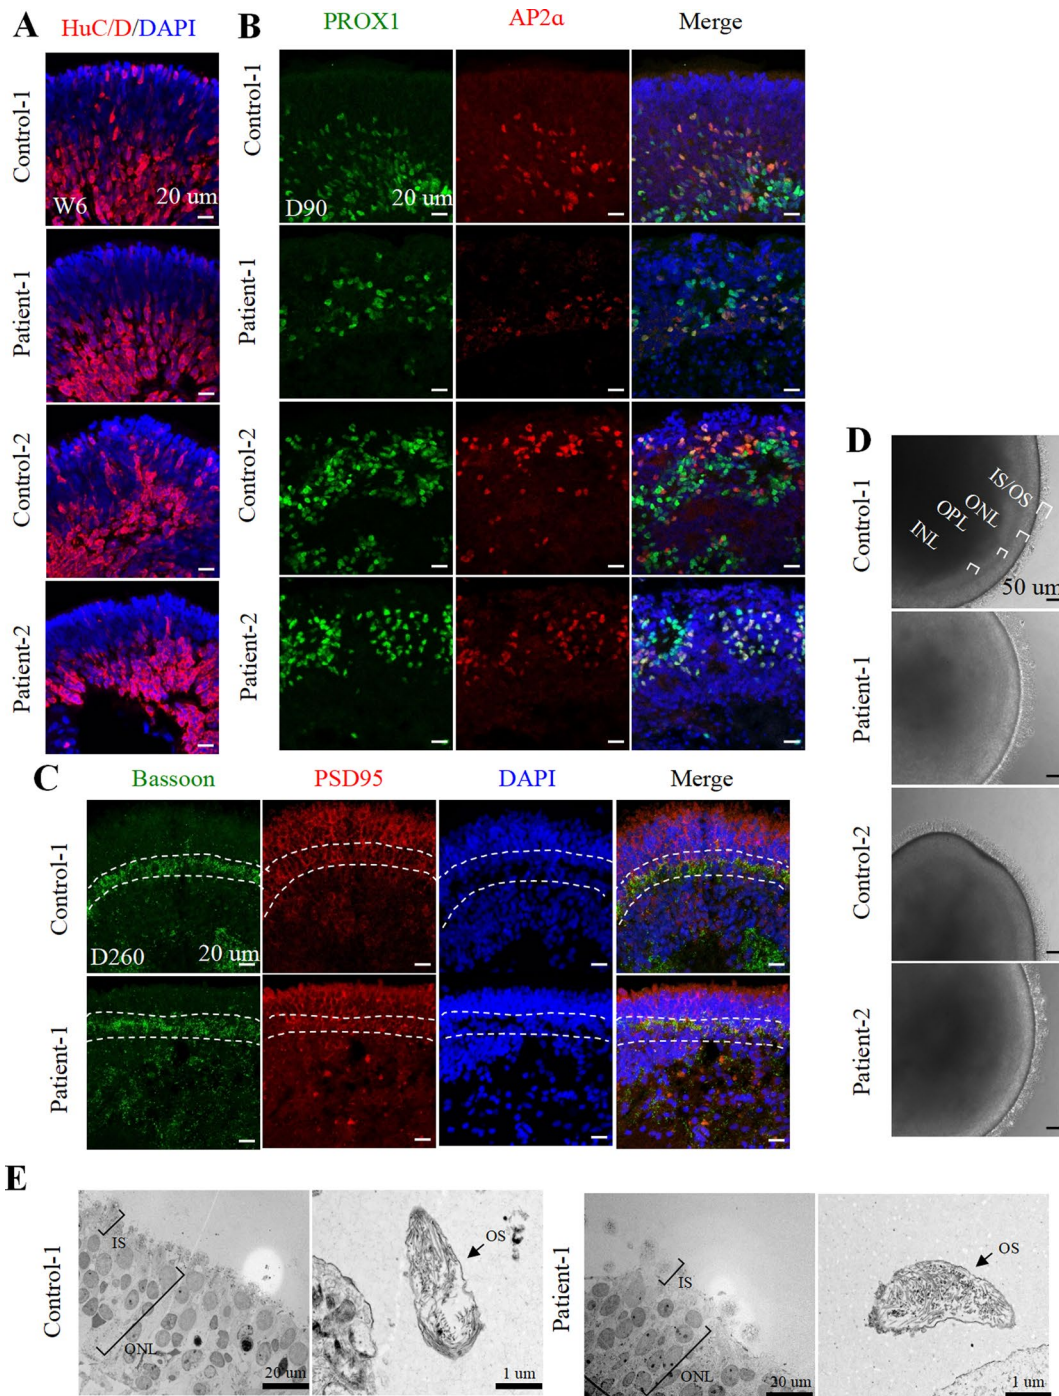 A
HuC/D/DAPI
Control-1
W6
20 um
Patient-1
Control-2
Patient-2
B
PROX1
AP2α
Merge
Control-1
D90
20 um
Patient-1
Control-2
Patient-2
C
Bassoon
PSD95
DAPI
Merge
Control-1
D260
20 um
Patient-1
D
Control-1
IS/OS
ONL
OPL
INL
50 um
Patient-1
Control-2
Patient-2
E
Control-1
IS
ONL
20 um
OS
1 um
Patient-1
IS
ONL
20 um
OS
1 um